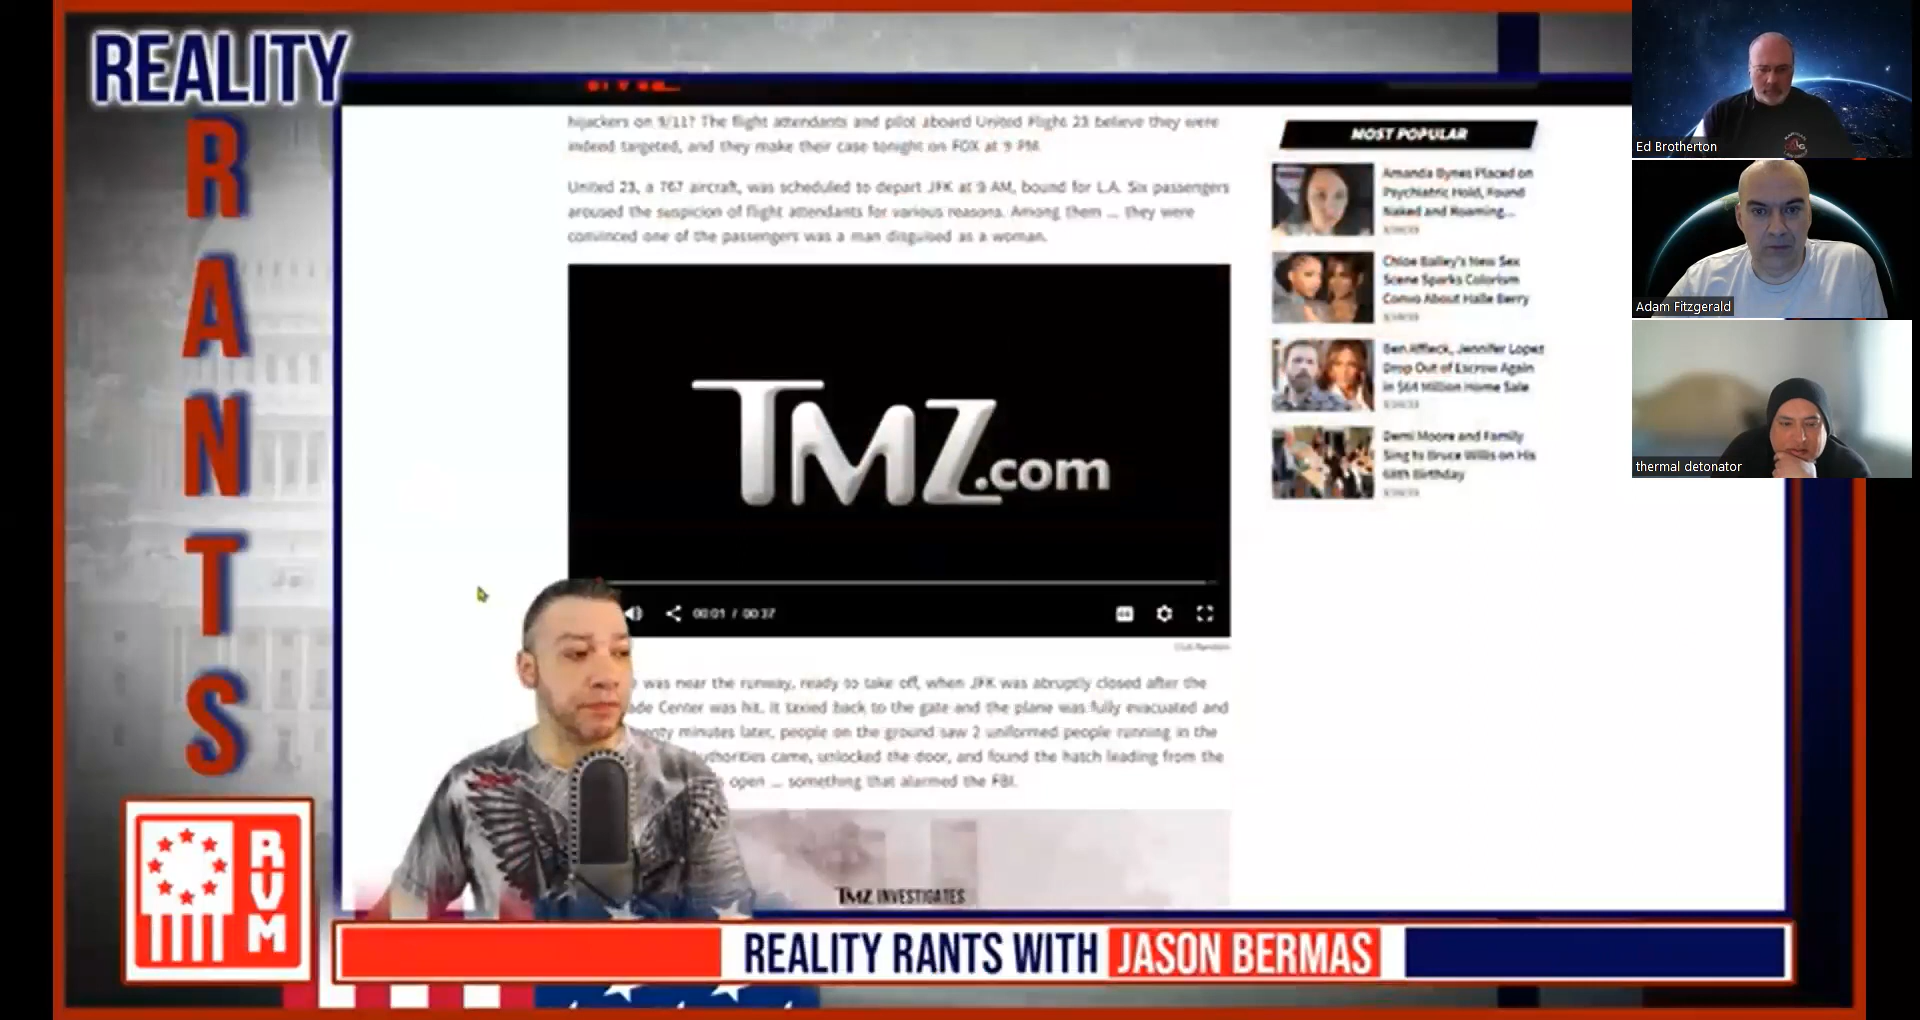 REALITY
RANTS
hijackers on 9/11? The flight attendants and pilot aboard United Flight 23 believe they were
indeed targeted, and they make their case tonight on FOX at 9 PM.
United 23, a 767 aircraft, was scheduled to depart JFK at 9 AM, bound for L.A. Six passengers
aroused the suspicion of flight attendants for various reasons. Among them ... they were
convinced one of the passengers was a man disguised as a woman.
TMZ.com
00:01 / 00:37
was near the runway, ready to take off, when JFK was abruptly closed after the
ade Center was hit. It taxied back to the gate and the plane was fully evacuated and
enty minutes later, people on the ground saw 2 uniformed people running in the
uthorities came, unlocked the door, and found the hatch leading from the
open ... something that alarmed the FBI.
TMZ INVESTIGATES
MOST POPULAR
Amanda Bynes Placed on
Psychiatric Hold, Found
Naked and Roaming...
Chloe Bailey's New Sex
Scene Sparks Colorism
Convo About Halle Berry
Ben Affleck, Jennifer Lopez
Drop Out of Escrow Again
in $64 Million Home Sale
Demi Moore and Family
Sing to Bruce Willis on His
68th Birthday
Ed Brotherton
Adam Fitzgerald
thermal detonator
RVM
REALITY RANTS WITH JASON BERMAS